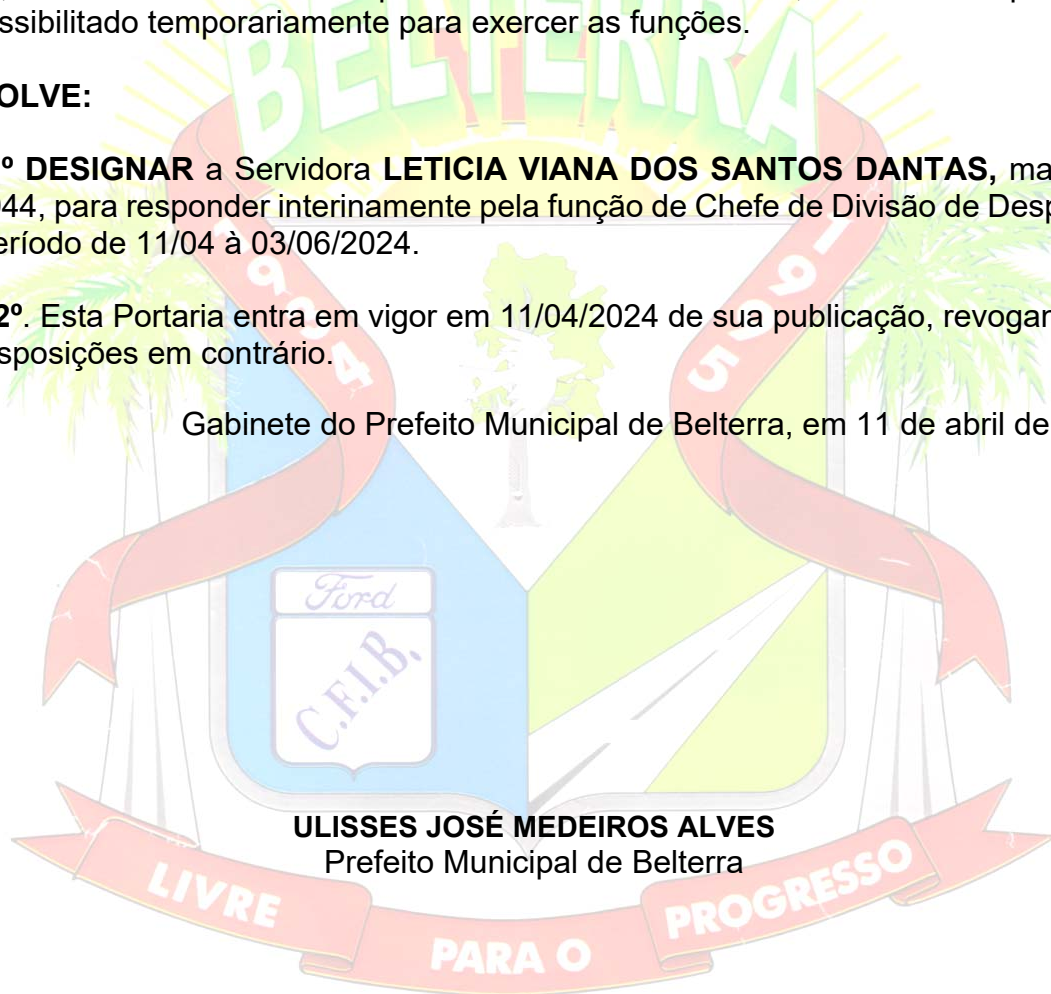 ssibilitado temporariamente para exercer as funções.
OLVE:
º DESIGNAR a Servidora LETICIA VIANA DOS SANTOS DANTAS, ma
044, para responder interinamente pela função de Chefe de Divisão de Desp
eríodo de 11/04 à 03/06/2024.
2º. Esta Portaria entra em vigor em 11/04/2024 de sua publicação, revogan
sposições em contrário.
Gabinete do Prefeito Municipal de Belterra, em 11 de abril de
ULISSES JOSÉ MEDEIROS ALVES
Prefeito Municipal de Belterra
BELTERRA
1934
1995
Ford
C.F.I.B.
LIVRE
PARA O
PROGRESSO